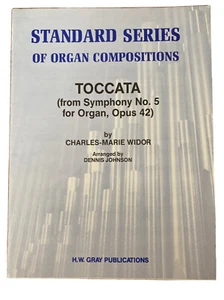 STANDARD SERIES
OF ORGAN COMPOSITIONS
TOCCATA
(from Symphony No. 5
for Organ, Opus 42)
by
CHARLES-MARIE WIDOR
Arranged by
DENNIS JOHNSON
H.W. GRAY PUBLICATIONS